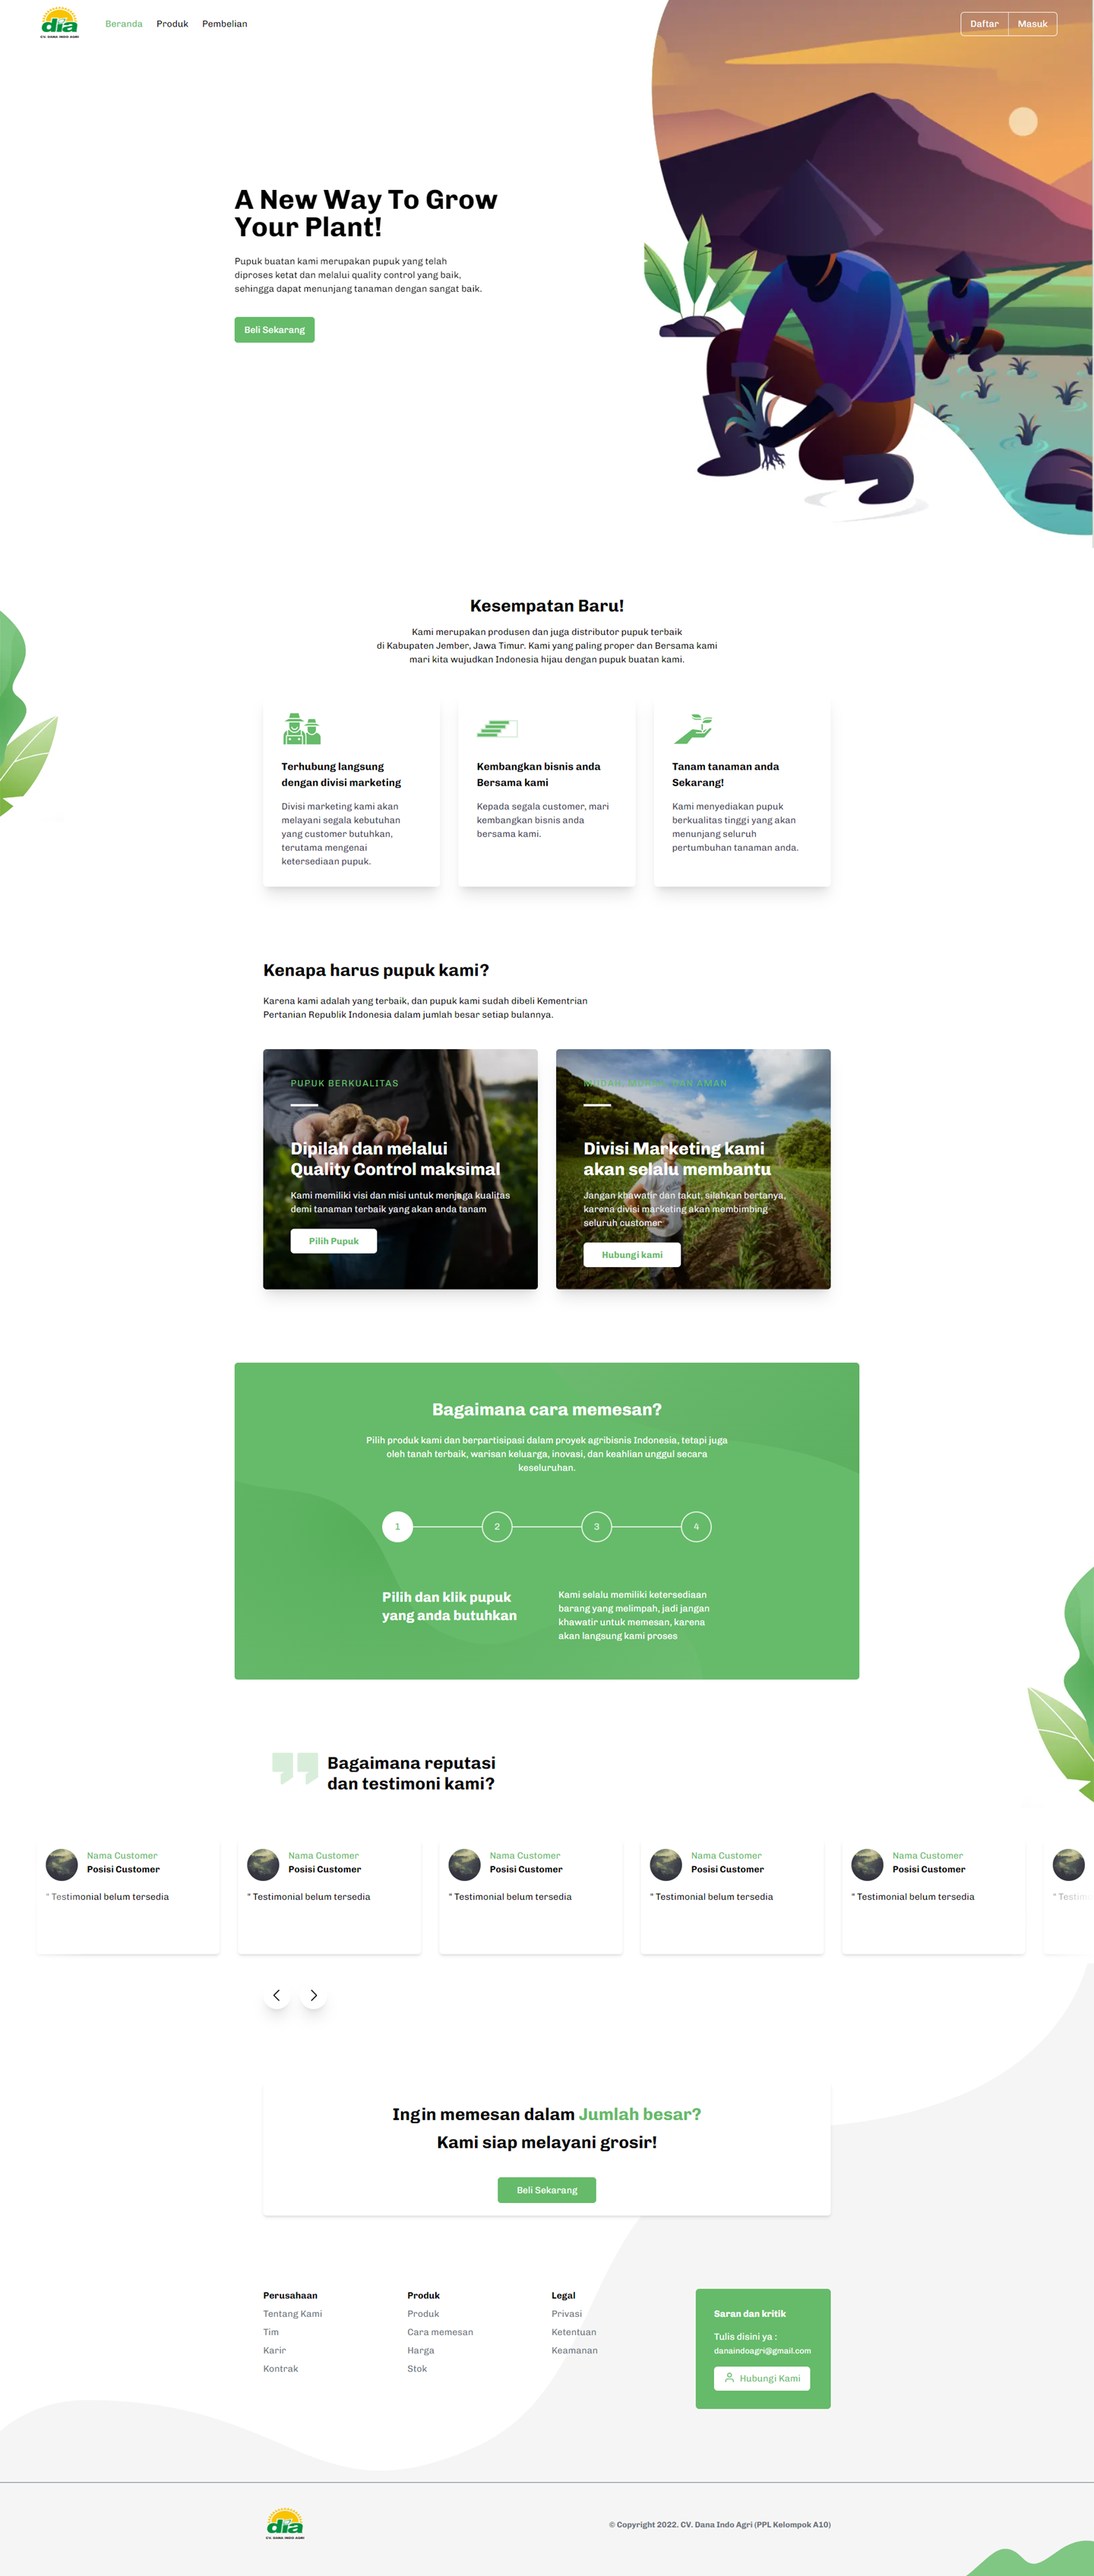 dia
CV. DANA INDO AGRI
Beranda Produk Pembelian
Daftar Masuk
A New Way To Grow
Your Plant!
Pupuk buatan kami merupakan pupuk yang telah
diproses ketat dan melalui quality control yang baik,
sehingga dapat menunjang tanaman dengan sangat baik.
Beli Sekarang
Kesempatan Baru!
Kami merupakan produsen dan juga distributor pupuk terbaik
di Kabupaten Jember, Jawa Timur. Kami yang paling proper dan Bersama kami
mari kita wujudkan Indonesia hijau dengan pupuk buatan kami.
Terhubung langsung
dengan divisi marketing
Divisi marketing kami akan
melayani segala kebutuhan
yang customer butuhkan,
terutama mengenai
ketersediaan pupuk.
Kembangkan bisnis anda
Bersama kami
Kepada segala customer, mari
kembangkan bisnis anda
bersama kami.
Tanam tanaman anda
Sekarang!
Kami menyediakan pupuk
berkualitas tinggi yang akan
menunjang seluruh
pertumbuhan tanaman anda.
Kenapa harus pupuk kami?
Karena kami adalah yang terbaik, dan pupuk kami sudah dibeli Kementrian
Pertanian Republik Indonesia dalam jumlah besar setiap bulannya.
PUPUK BERKUALITAS
Dipilah dan melalui
Quality Control maksimal
Kami memiliki visi dan misi untuk menjaga kualitas
demi tanaman terbaik yang akan anda tanam
Pilih Pupuk
MUDAH, DAN AMAN
Divisi Marketing kami
akan selalu membantu
Jangan khawatir dan takut, silahkan bertanya,
karena divisi marketing akan membimbing
seluruh customer
Hubungi kami
Bagaimana cara memesan?
Pilih produk kami dan berpartisipasi dalam proyek agribisnis Indonesia, tetapi juga
oleh tanah terbaik, warisan keluarga, inovasi, dan keahlian unggul secara
keseluruhan.
1 2 3 4
Pilih dan klik pupuk
yang anda butuhkan
Kami selalu memiliki ketersediaan
barang yang melimpah, jadi jangan
khawatir untuk memesan, karena
akan langsung kami proses
Bagaimana reputasi
dan testimoni kami?
Nama Customer
Posisi Customer
" Testimonial belum tersedia
Nama Customer
Posisi Customer
" Testimonial belum tersedia
Nama Customer
Posisi Customer
" Testimonial belum tersedia
Nama Customer
Posisi Customer
" Testimonial belum tersedia
Nama Customer
Posisi Customer
" Testimonial belum tersedia
Ingin memesan dalam Jumlah besar?
Kami siap melayani grosir!
Beli Sekarang
Perusahaan
Tentang Kami
Tim
Karir
Kontrak
Produk
Produk
Cara memesan
Harga
Stok
Legal
Privasi
Ketentuan
Keamanan
Saran dan kritik
Tulis disini ya :
danaindoagri@gmail.com
Hubungi Kami
dia
CV. DANA INDO AGRI
© Copyright 2022. CV. Dana Indo Agri (PPL Kelompok A10)